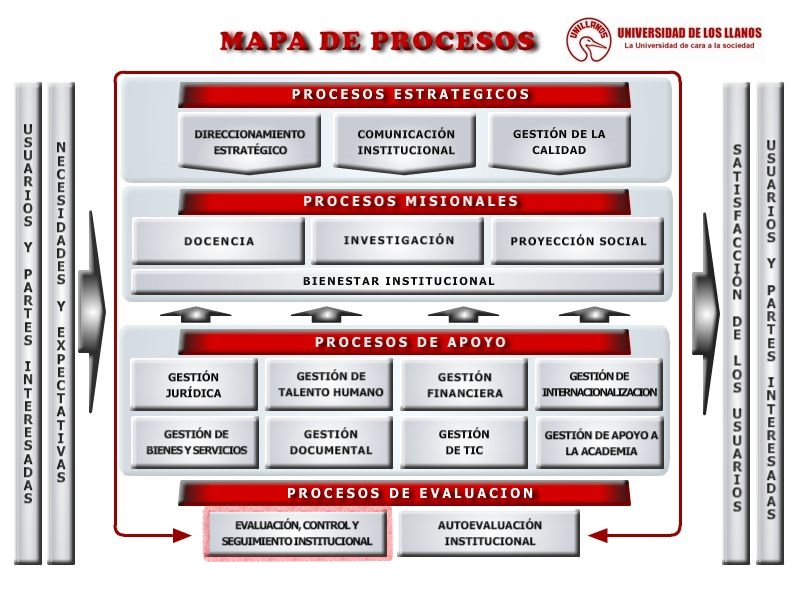 MAPA DE PROCESOS
UNILLANOS
UNIVERSIDAD DE LOS LLANOS
La Universidad de cara a la sociedad
USUARIOS Y PARTES INTERESADAS
NECESIDADES Y EXPECTATIVAS
PROCESOS ESTRATEGICOS
DIRECCIONAMIENTO
ESTRATÉGICO
COMUNICACIÓN
INSTITUCIONAL
GESTIÓN DE LA
CALIDAD
PROCESOS MISIONALES
DOCENCIA
INVESTIGACIÓN
PROYECCIÓN SOCIAL
BIENESTAR INSTITUCIONAL
PROCESOS DE APOYO
GESTIÓN
JURÍDICA
GESTIÓN DE
TALENTO HUMANO
GESTIÓN
FINANCIERA
GESTIÓN DE
INTERNACIONALIZACION
GESTIÓN DE
BIENES Y SERVICIOS
GESTIÓN
DOCUMENTAL
GESTIÓN
DE TIC
GESTIÓN DE APOYO A
LA ACADEMIA
PROCESOS DE EVALUACION
EVALUACIÓN, CONTROL Y
SEGUIMIENTO INSTITUCIONAL
AUTOEVALUACIÓN
INSTITUCIONAL
SATISFACCIÓN DE LOS USUARIOS
USUARIOS Y PARTES INTERESADAS